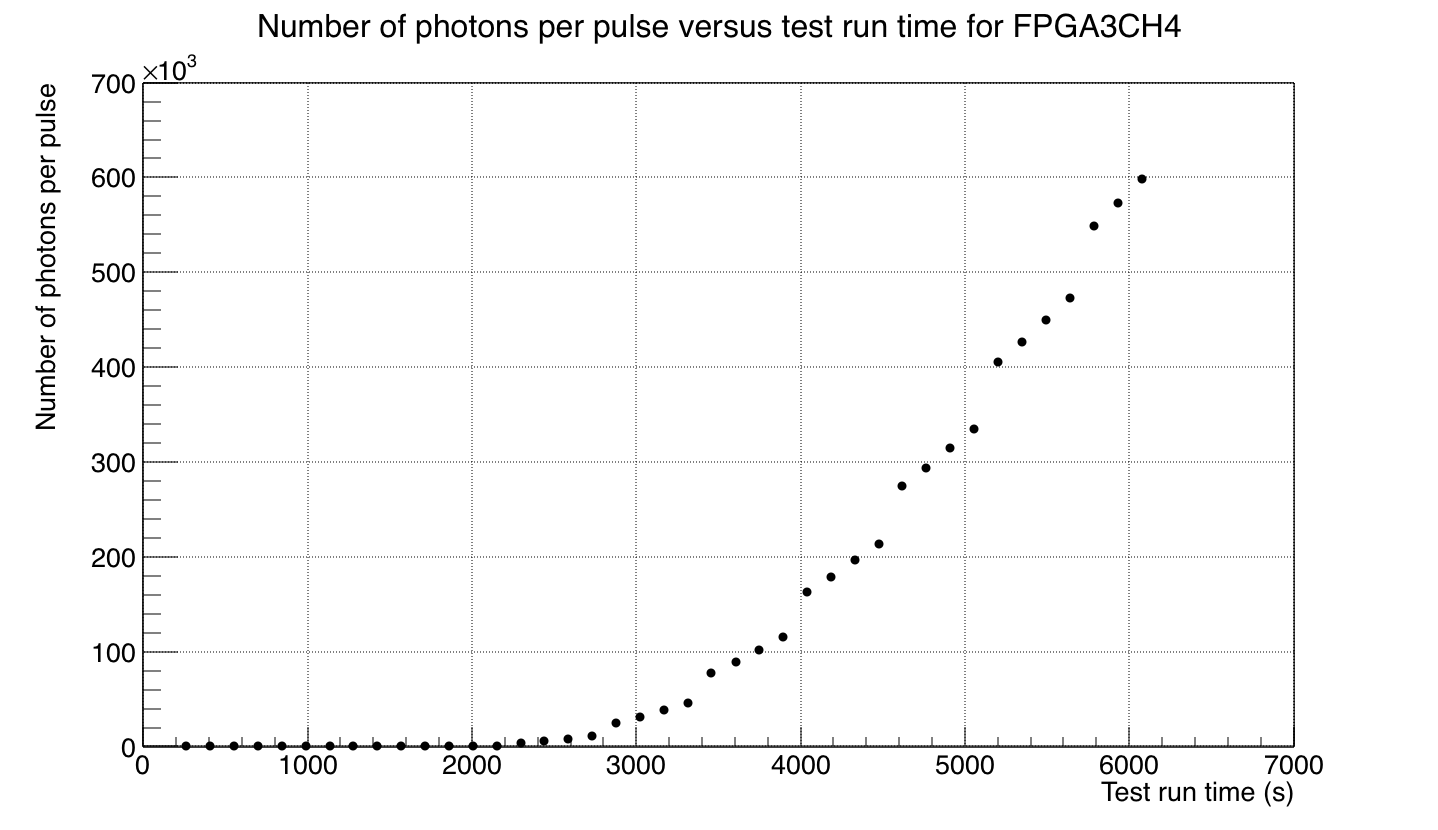 Number of photons per pulse versus test run time for FPGA3CH4
×10³
Number of photons per pulse
700
600
500
400
300
200
100
0
0 1000 2000 3000 4000 5000 6000 7000
Test run time (s)